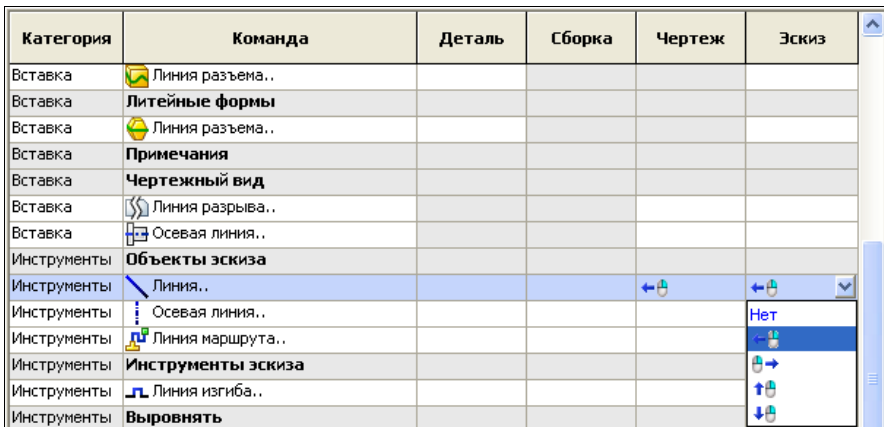 Категория Команда Деталь Сборка Чертеж Эскиз
Вставка Линия разъема..
Вставка Литейные формы
Вставка Линия разъема..
Вставка Примечания
Вставка Чертежный вид
Вставка Линия разрыва..
Вставка Осевая линия..
Инструменты Объекты эскиза
Инструменты Линия..
Инструменты Осевая линия.. Нет
Инструменты Линия маршрута..
Инструменты Инструменты эскиза
Инструменты Линия изгиба..
Инструменты Выровнять